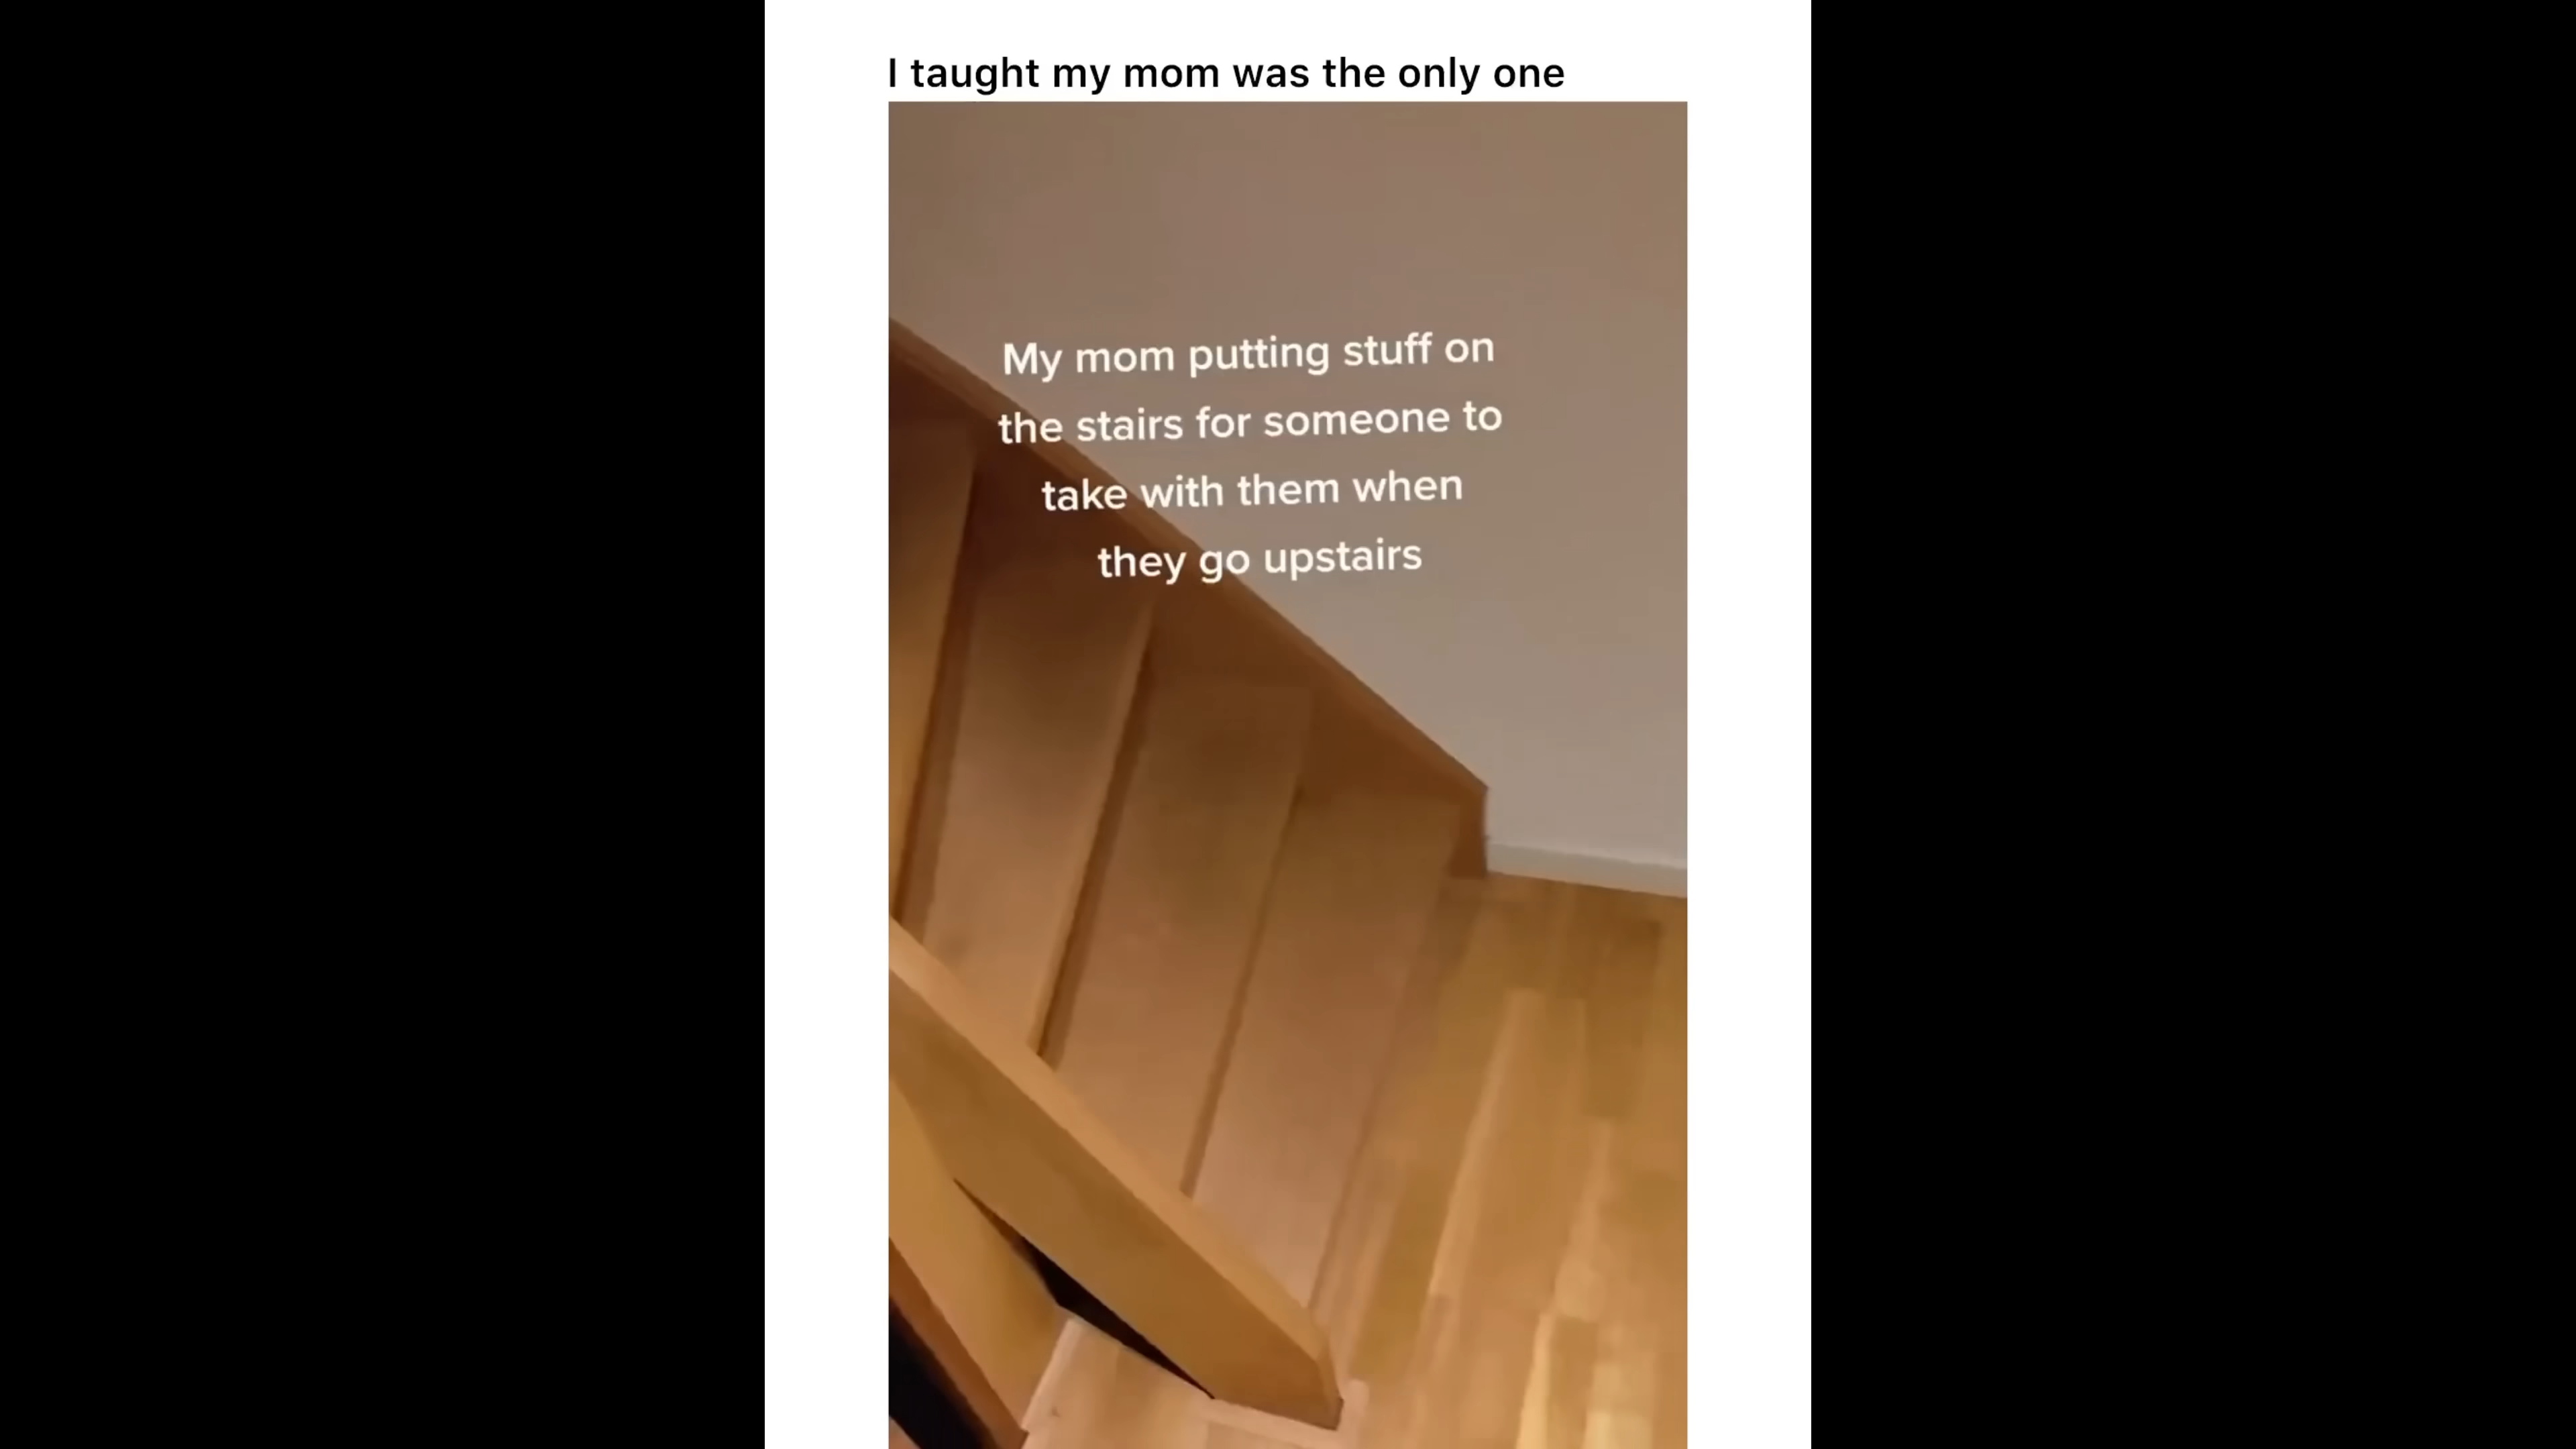 I taught my mom was the only one
My mom putting stuff on
the stairs for someone to
take with them when
they go upstairs